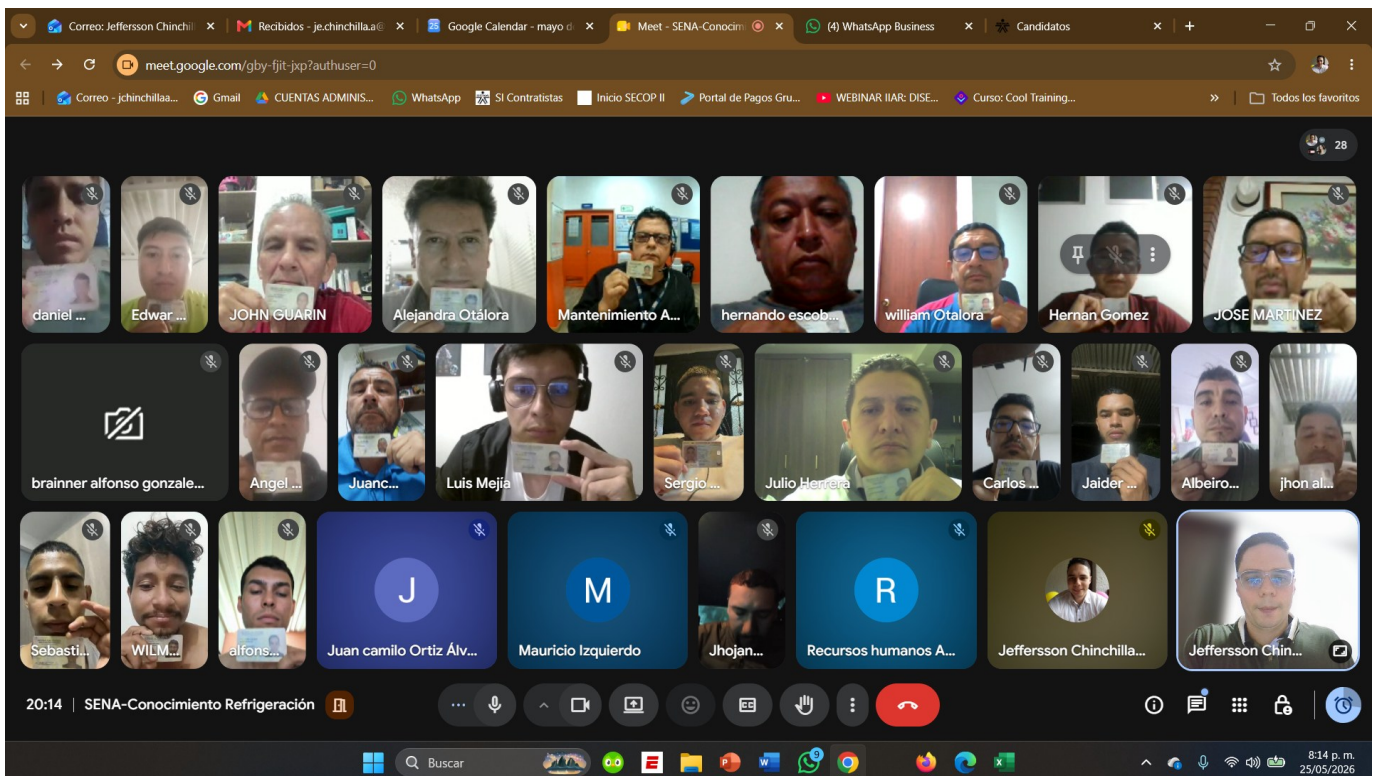 Correo: Jeffersson Chinchil
Recibidos - je.chinchilla.a@
Google Calendar - mayo d
Meet - SENA-Conocim
(4) WhatsApp Business
Candidatos
meet.google.com/gby-fjit-jxp?authuser=0
Correo - jchinchillaa...
Gmail
CUENTAS ADMINIS...
WhatsApp
SI Contratistas
Inicio SECOP II
Portal de Pagos Gru...
WEBINAR IIAR: DISE...
Curso: Cool Training...
»
Todos los favoritos
28
daniel ...
Edwar ...
JOHN GUARIN
Alejandra Otálora
Mantenimiento A...
hernando escob...
william Otalora
Hernan Gomez
JOSE MARTINEZ
brainner alfonso gonzale...
Angel ...
Juanc...
Luis Mejía
Sergio ...
Julio Herrera
Carlos ...
Jaider ...
Albeiro...
jhon al...
Sebasti...
WILM...
alfons...
J
Juan camilo Ortiz Álv...
M
Mauricio Izquierdo
Jhojan...
R
Recursos humanos A...
Jeffersson Chinchilla...
Jeffersson Chin...
20:14 | SENA-Conocimiento Refrigeración
Buscar
9
8:14 p. m.
25/05/2026